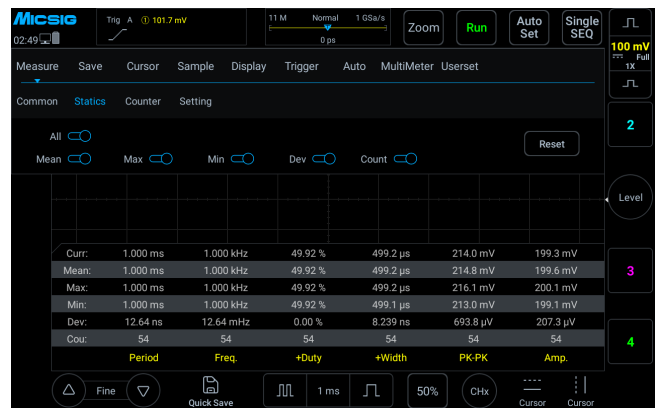 Micsig Trig A ① 101.7 mV 11 M Normal 1 GSa/s Zoom Run Auto Set Single SEQ
02:49 0 ps
100 mV
Full
1X
Measure Save Cursor Sample Display Trigger Auto MultiMeter Userset
Common Statics Counter Setting
2
All
Reset
Mean Max Min Dev Count
Level
Curr: 1.000 ms 1.000 kHz 49.92 % 499.2 µs 214.0 mV 199.3 mV
Mean: 1.000 ms 1.000 kHz 49.92 % 499.2 µs 214.8 mV 199.6 mV
3
Max: 1.000 ms 1.000 kHz 49.92 % 499.2 µs 216.1 mV 200.1 mV
Min: 1.000 ms 1.000 kHz 49.92 % 499.1 µs 213.0 mV 199.1 mV
Dev: 12.64 ns 12.64 mHz 0.00 % 8.239 ns 693.8 µV 207.3 µV
Cou: 54 54 54 54 54 54
4
Period Freq. +Duty +Width PK-PK Amp.
Fine Quick Save 1 ms 50% CHx Cursor Cursor